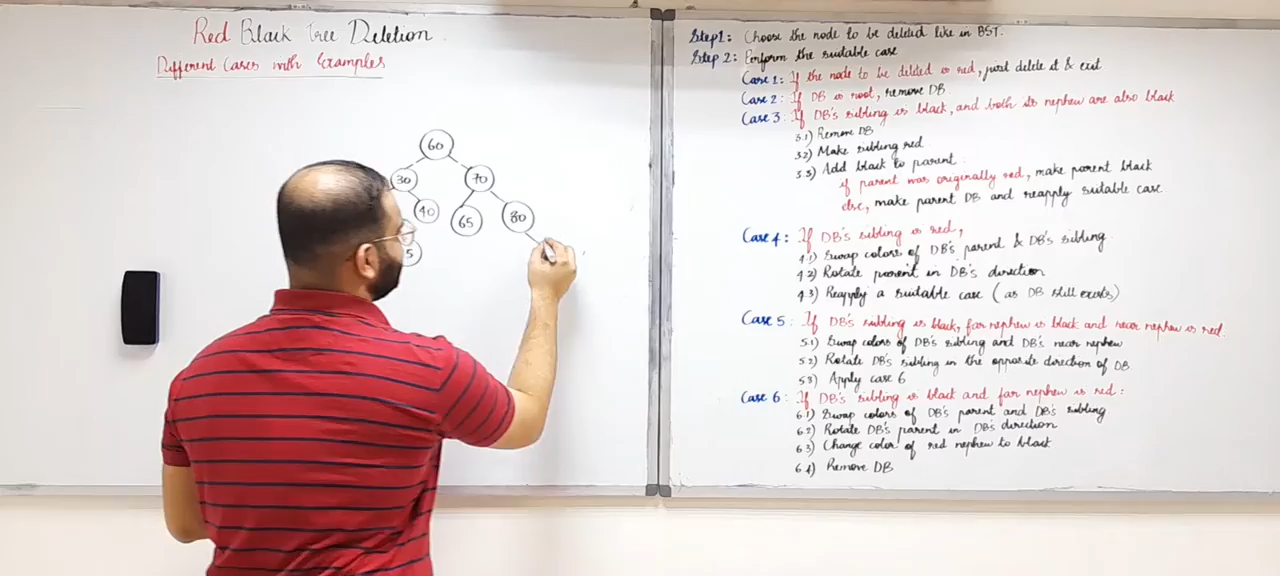 Red Black Tree Deletion
Different Cases with Examples
60
30
70
40
65
80
5
Step 1: Choose the node to be deleted like in BST.
Step 2: Perform the suitable case
Case 1: If the node to be deleted is red, just delete it & exit
Case 2: If DB is root, remove DB.
Case 3: If DB's sibling is black, and both its nephew are also black
3.1) Remove DB
3.2) Make sibling red
3.3) Add black to parent.
if parent was originally red, make parent black
else, make parent DB and reapply suitable case
Case 4: If DB's sibling is red,
4.1) Swap colors of DB's parent & DB's sibling.
4.2) Rotate parent in DB's direction
4.3) Reapply a suitable case (as DB still exists)
Case 5: If DB's sibling is black, far nephew is black and near nephew is red.
5.1) Swap colors of DB's sibling and DB's near nephew
5.2) Rotate DB's sibling in the opposite direction of DB
5.3) Apply case 6
Case 6: If DB's sibling is black and far nephew is red:
6.1) Swap colors of DB's parent and DB's sibling
6.2) Rotate DB's parent in DB's direction
6.3) Change color of red nephew to black
6.4) Remove DB